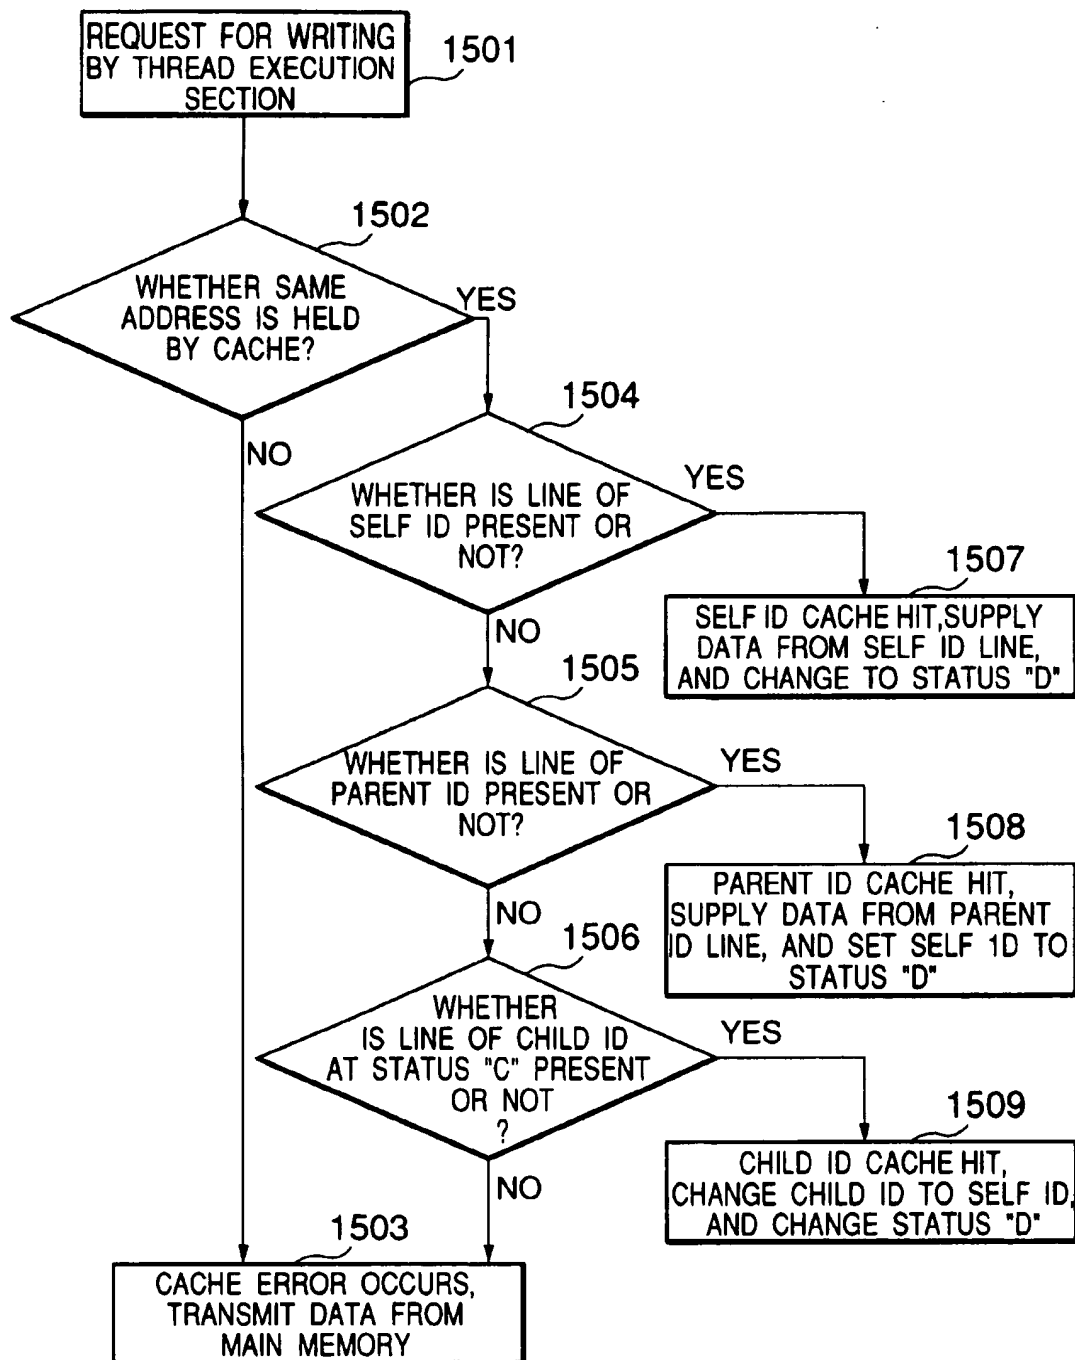 REQUEST FOR WRITING
BY THREAD EXECUTION
SECTION
1501
1502
WHETHER SAME
ADDRESS IS HELD
BY CACHE?
YES
NO
1504
WHETHER IS LINE OF
SELF ID PRESENT OR
NOT?
YES
NO
1507
SELF ID CACHE HIT,SUPPLY
DATA FROM SELF ID LINE,
AND CHANGE TO STATUS "D"
1505
WHETHER IS LINE OF
PARENT ID PRESENT OR
NOT?
YES
NO
1508
PARENT ID CACHE HIT,
SUPPLY DATA FROM PARENT
ID LINE, AND SET SELF 1D TO
STATUS "D"
1506
WHETHER
IS LINE OF CHILD ID
AT STATUS "C" PRESENT
OR NOT
?
YES
NO
1509
CHILD ID CACHE HIT,
CHANGE CHILD ID TO SELF ID,
AND CHANGE STATUS "D"
1503
CACHE ERROR OCCURS,
TRANSMIT DATA FROM
MAIN MEMORY